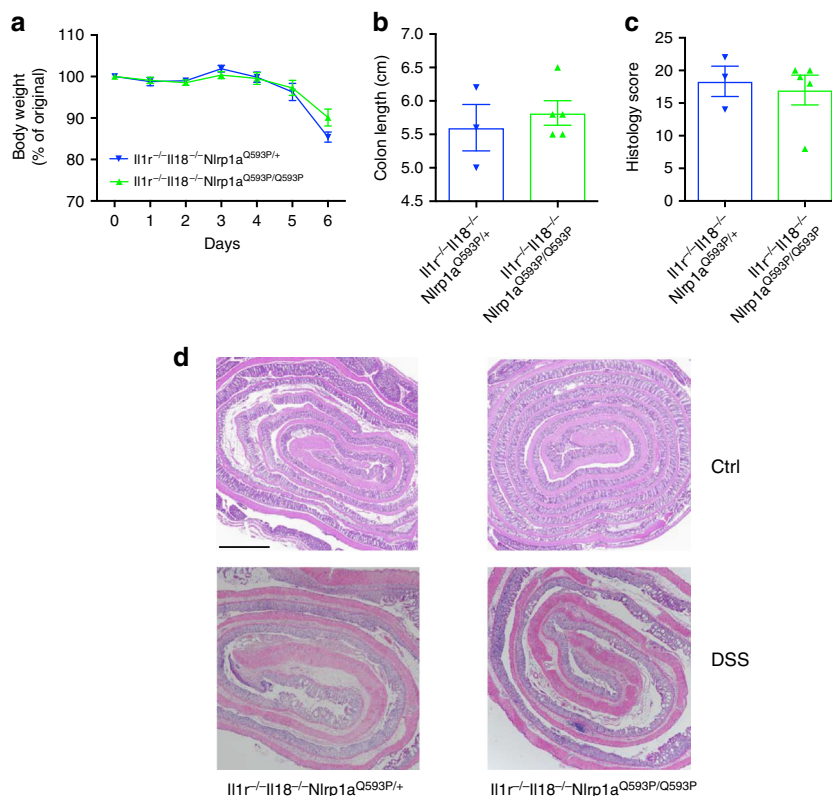 a
Body weight
(% of original)
110
100
90
80
70
Il1r⁻/⁻Il18⁻/⁻Nlrp1aQ593P/+
Il1r⁻/⁻Il18⁻/⁻Nlrp1aQ593P/Q593P
0 1 2 3 4 5 6
Days
b
Colon length (cm)
7.0
6.5
6.0
5.5
5.0
4.5
Il1r⁻/⁻Il18⁻/⁻
Nlrp1aQ593P/+
Il1r⁻/⁻Il18⁻/⁻
Nlrp1aQ593P/Q593P
c
Histology score
25
20
15
10
5
0
Il1r⁻/⁻Il18⁻/⁻
Nlrp1aQ593P/+
Il1r⁻/⁻Il18⁻/⁻
Nlrp1aQ593P/Q593P
d
Ctrl
DSS
Il1r⁻/⁻Il18⁻/⁻Nlrp1aQ593P/+
Il1r⁻/⁻Il18⁻/⁻Nlrp1aQ593P/Q593P